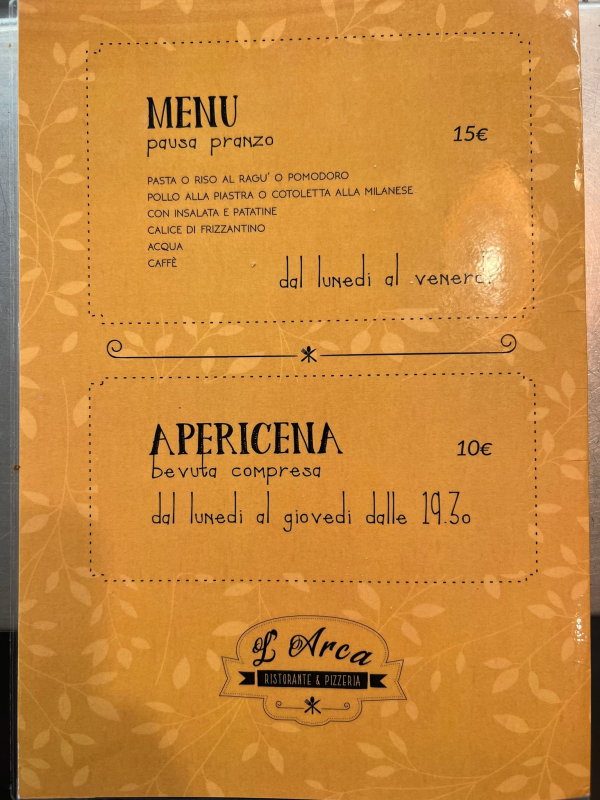 MENU
pausa pranzo
15€
PASTA O RISO AL RAGU' O POMODORO
POLLO ALLA PIASTRA O COTOLETTA ALLA MILANESE
CON INSALATA E PATATINE
CALICE DI FRIZZANTINO
ACQUA
CAFFÈ
dal lunedi al venerdi
APERICENA
10€
bevuta compresa
dal lunedi al giovedi dalle 19.30
L'Arca
RISTORANTE & PIZZERIA